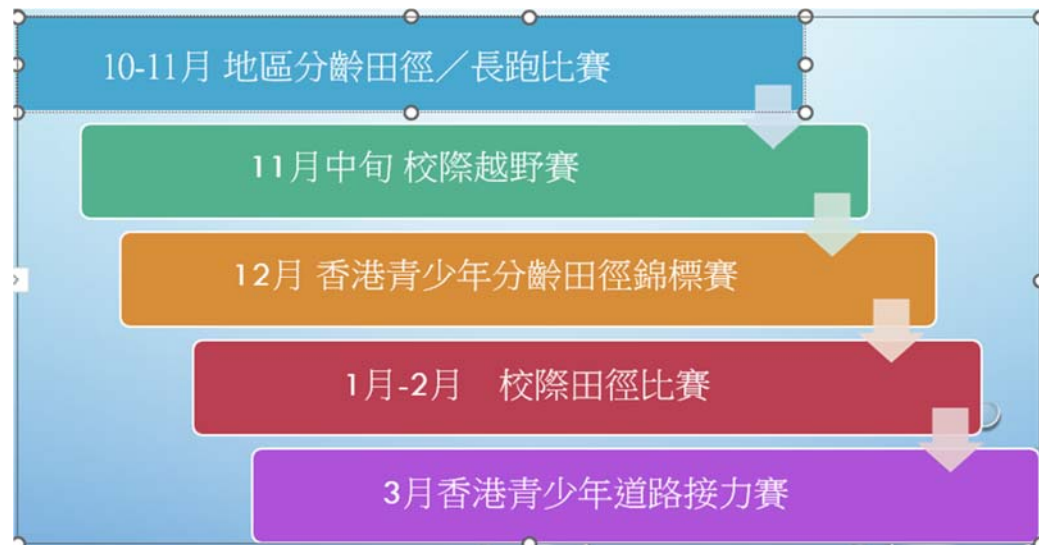 10-11月 地區分齡田徑／長跑比賽
11月中旬 校際越野賽
12月 香港青少年分齡田徑錦標賽
1月-2月　校際田徑比賽
3月香港青少年道路接力賽